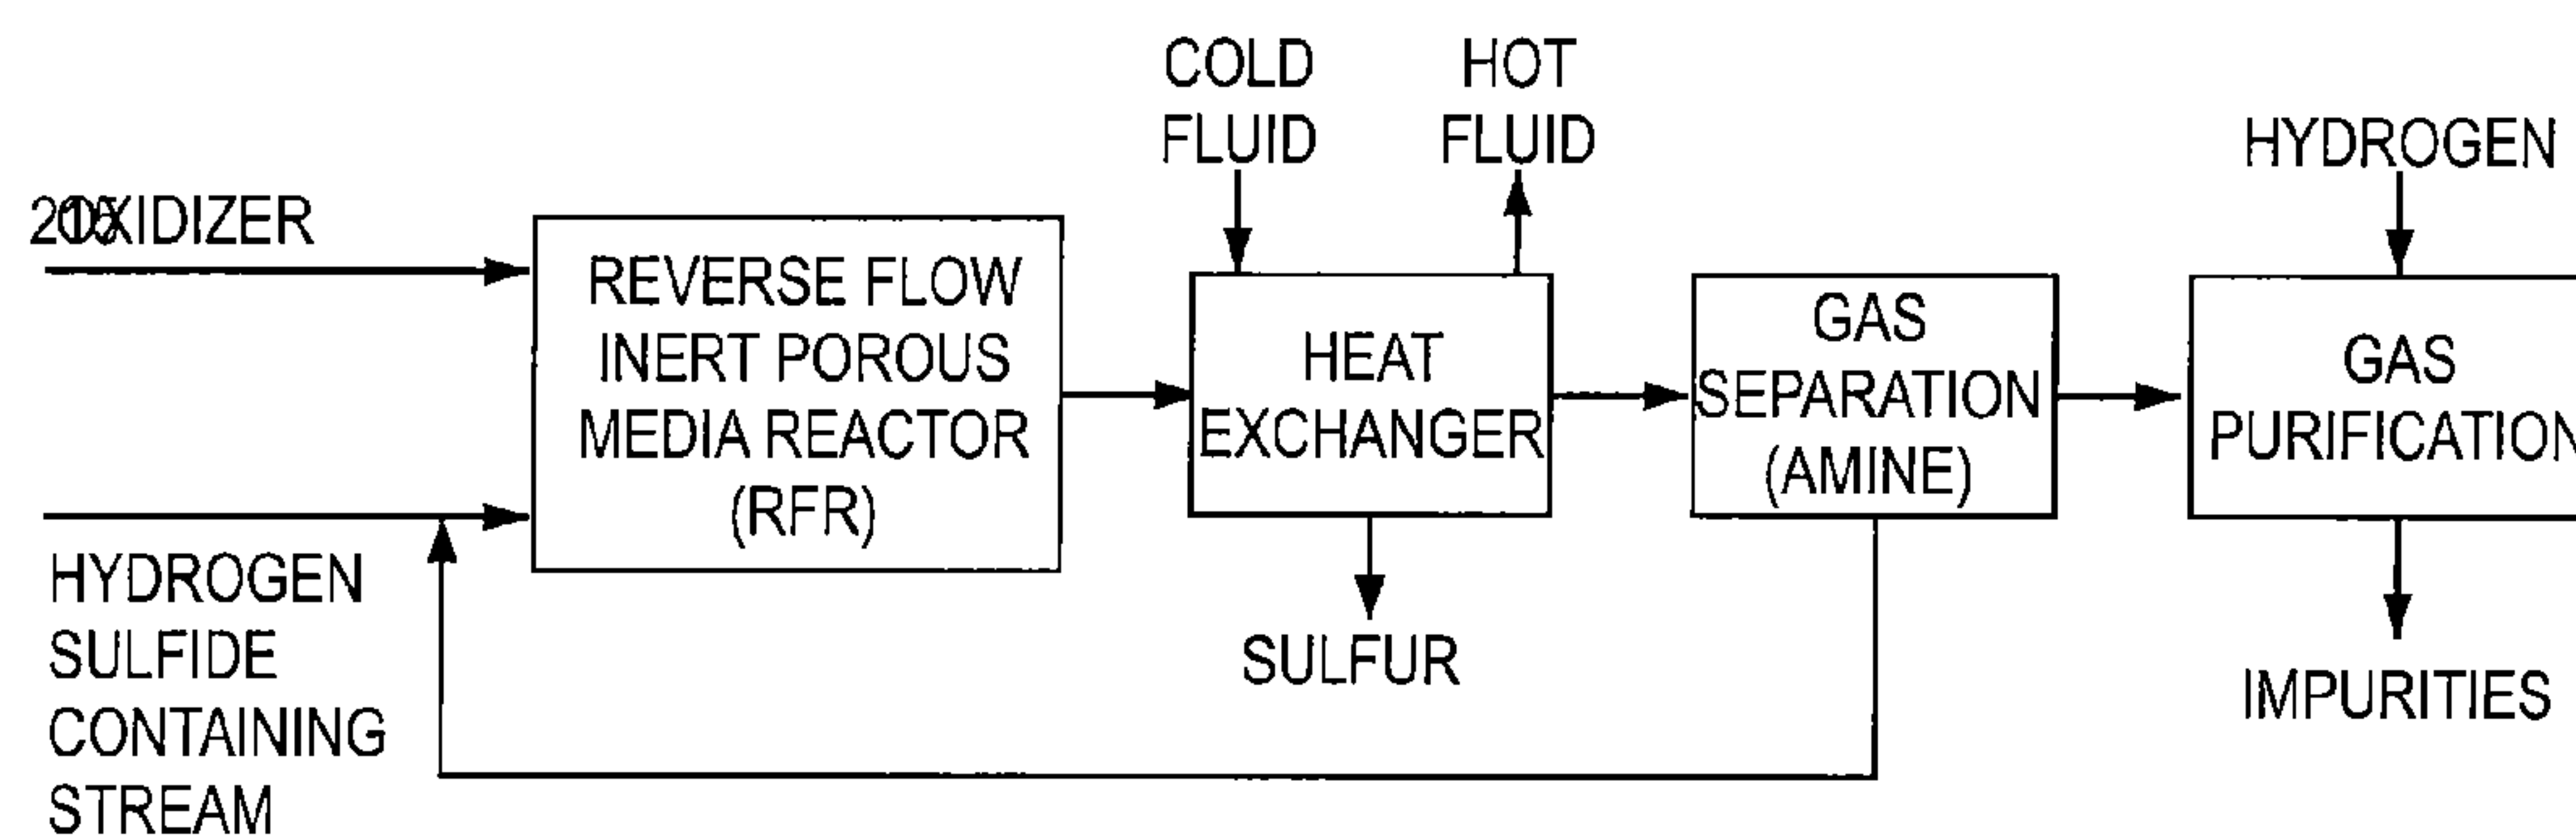 COLD
FLUID
HOT
FLUID
HYDROGEN
OXIDIZER
REVERSE FLOW
INERT POROUS
MEDIA REACTOR
(RFR)
HEAT
EXCHANGER
GAS
SEPARATION
(AMINE)
GAS
PURIFICATION
HYDROGEN
SULFIDE
CONTAINING
STREAM
SULFUR
IMPURITIES